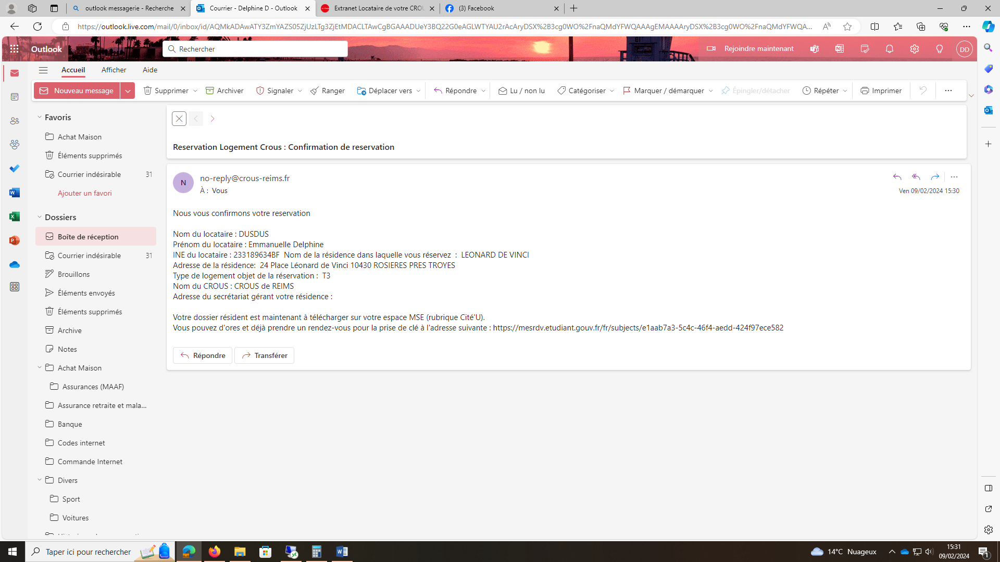 outlook messagerie - Recherche
Courrier - Delphine D - Outlook
Extranet Locataire de votre CROU
(3) Facebook
https://outlook.live.com/mail/0/inbox/id/AQMkADAwATY3ZmYAZS05ZjUzLTg3ZjEtMDACLTAwCgBGAAADUeY3BQ22G0eAGLWTYAU2rAcAryDSX%2B3cg0WO%2FnaQMdYFWQAAAgEMAAAAryDSX%2B3cg0WO%2FnaQMdYFWQA...
Outlook
Rechercher
Rejoindre maintenant
DD
Accueil
Afficher
Aide
Nouveau message
Supprimer
Archiver
Signaler
Ranger
Déplacer vers
Répondre
Lu / non lu
Catégoriser
Marquer / démarquer
Épingler/détacher
Répéter
Imprimer
Favoris
Achat Maison
Éléments supprimés
Courrier indésirable 31
Ajouter un favori
Dossiers
Boîte de réception
Courrier indésirable 31
Brouillons
Éléments envoyés
Éléments supprimés
Archive
Notes
Achat Maison
Assurances (MAAF)
Assurance retraite et mala...
Banque
Codes internet
Commande Internet
Divers
Sport
Voitures
Reservation Logement Crous : Confirmation de reservation
N
no-reply@crous-reims.fr
À : Vous
Ven 09/02/2024 15:30
Nous vous confirmons votre reservation
Nom du locataire : DUSDUS
Prénom du locataire : Emmanuelle Delphine
INE du locataire : 233189634BF Nom de la résidence dans laquelle vous réservez : LEONARD DE VINCI
Adresse de la résidence: 24 Place Léonard de Vinci 10430 ROSIERES PRES TROYES
Type de logement objet de la réservation : T3
Nom du CROUS : CROUS de REIMS
Adresse du secrétariat gérant votre résidence :
Votre dossier résident est maintenant à télécharger sur votre espace MSE (rubrique Cité'U).
Vous pouvez d'ores et déjà prendre un rendez-vous pour la prise de clé à l'adresse suivante : https://mesrdv.etudiant.gouv.fr/fr/subjects/e1aab7a3-5c4c-46f4-aedd-424f97ece582
Répondre
Transférer
Taper ici pour rechercher
14°C Nuageux
15:31
09/02/2024
1